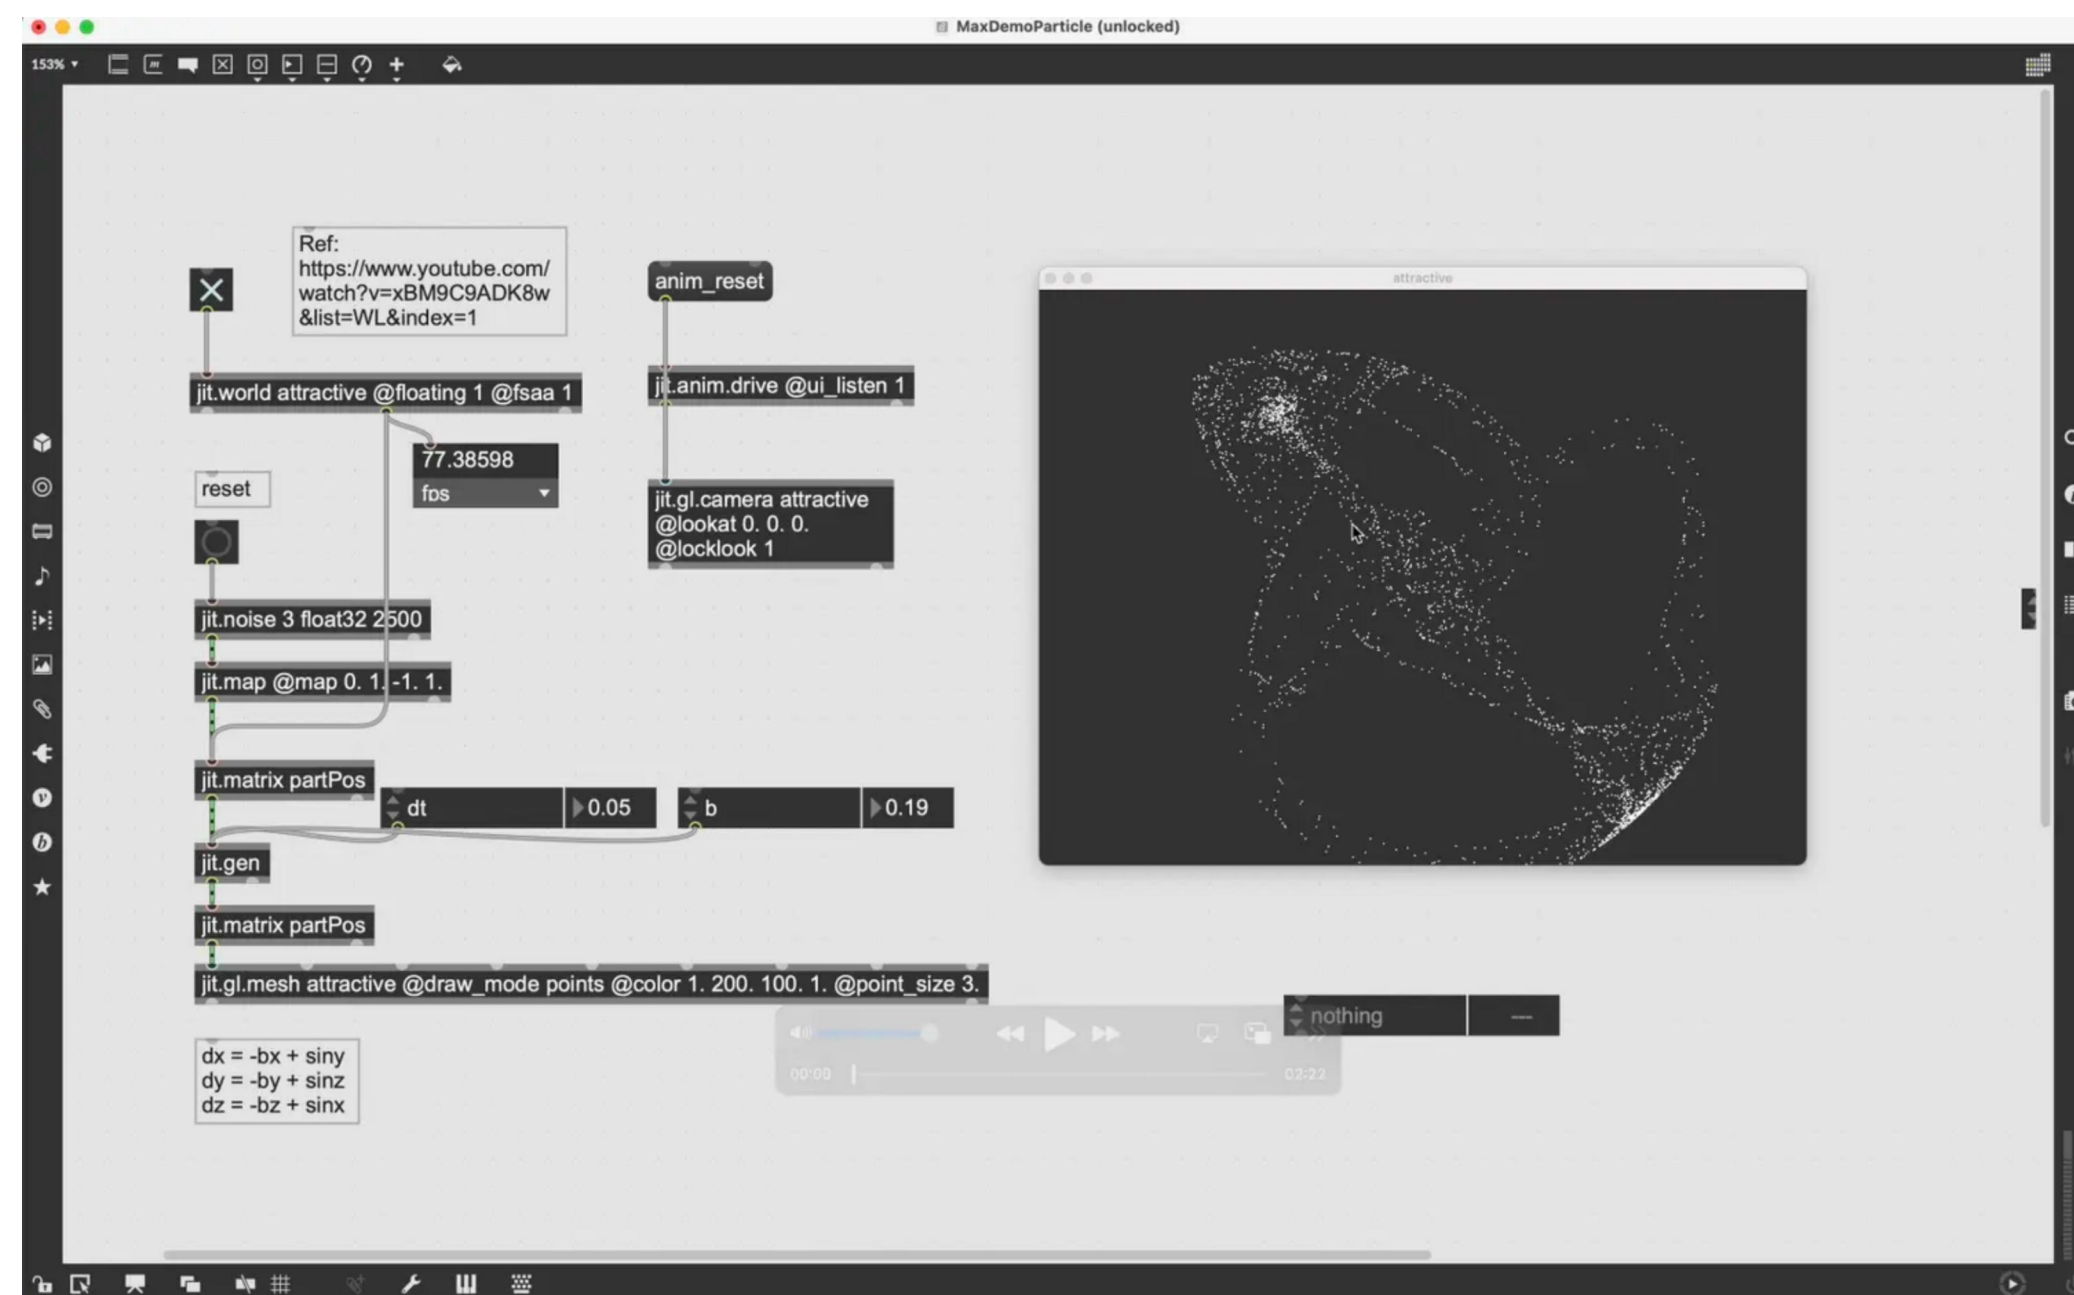 MaxDemoParticle (unlocked)
153%
Ref:
https://www.youtube.com/
watch?v=xBM9C9ADK8w
&list=WL&index=1
anim_reset
attractive
jit.world attractive @floating 1 @fsaa 1
jit.anim.drive @ui_listen 1
77.38598
fps
reset
jit.gl.camera attractive
@lookat 0. 0. 0.
@locklook 1
jit.noise 3 float32 2500
jit.map @map 0. 1. -1. 1.
jit.matrix partPos
dt 0.05
b 0.19
jit.gen
jit.matrix partPos
jit.gl.mesh attractive @draw_mode points @color 1. 200. 100. 1. @point_size 3.
nothing —
00:00
02:22
dx = -bx + siny
dy = -by + sinz
dz = -bz + sinx